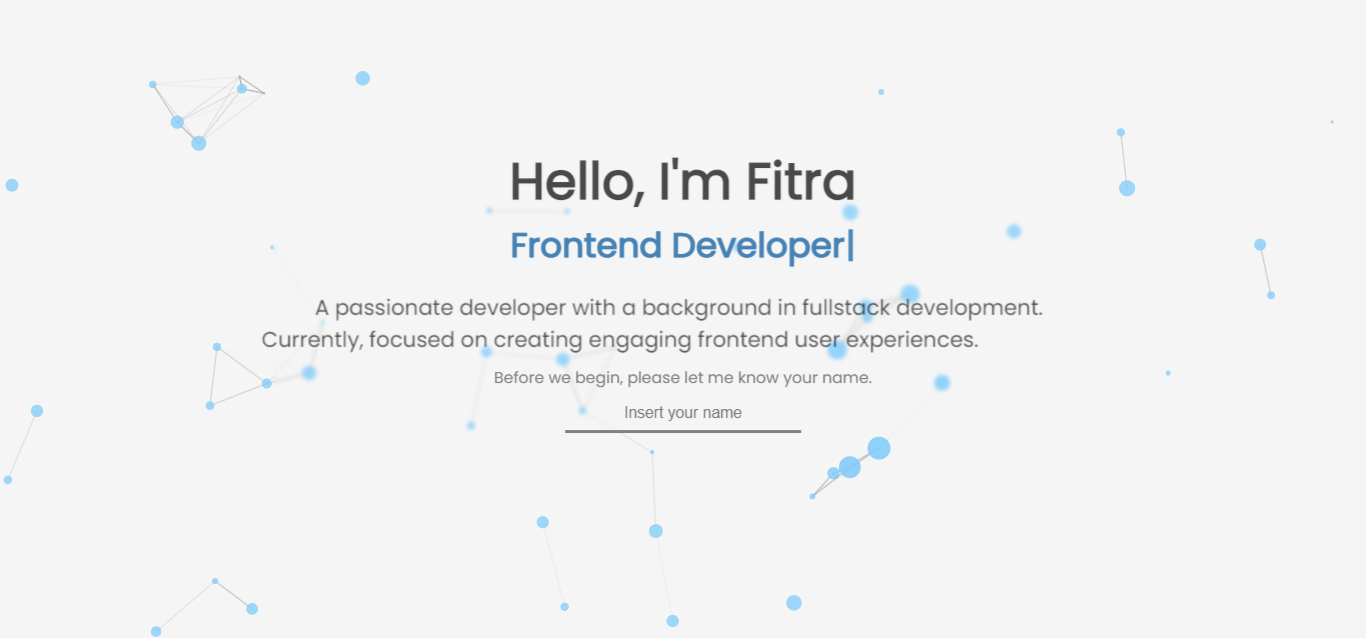 Hello, I'm Fitra
Frontend Developer|
A passionate developer with a background in fullstack development.
Currently, focused on creating engaging frontend user experiences.
Before we begin, please let me know your name.
Insert your name